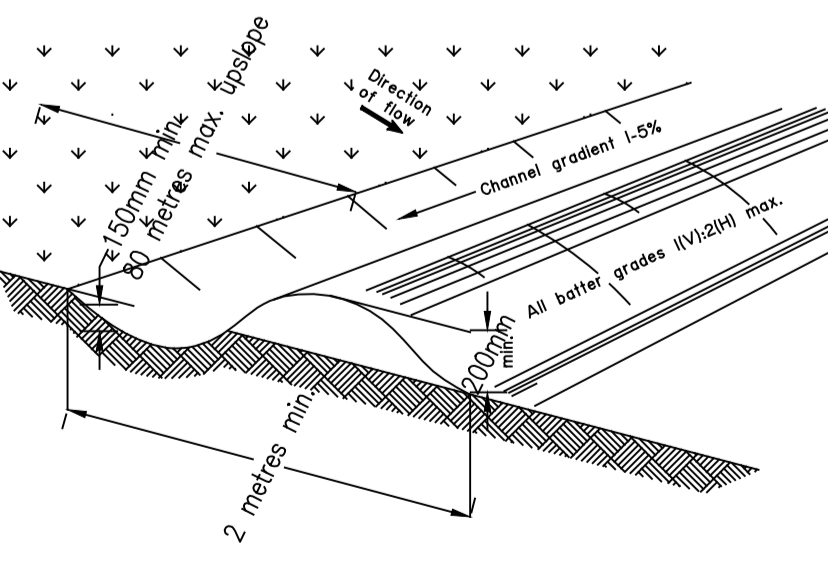 Direction
of flow
150mm min.
80 metres max. upslope
Channel gradient 1-5%
All batter grades 1(V):2(H) max.
200mm
min.
2 metres min.